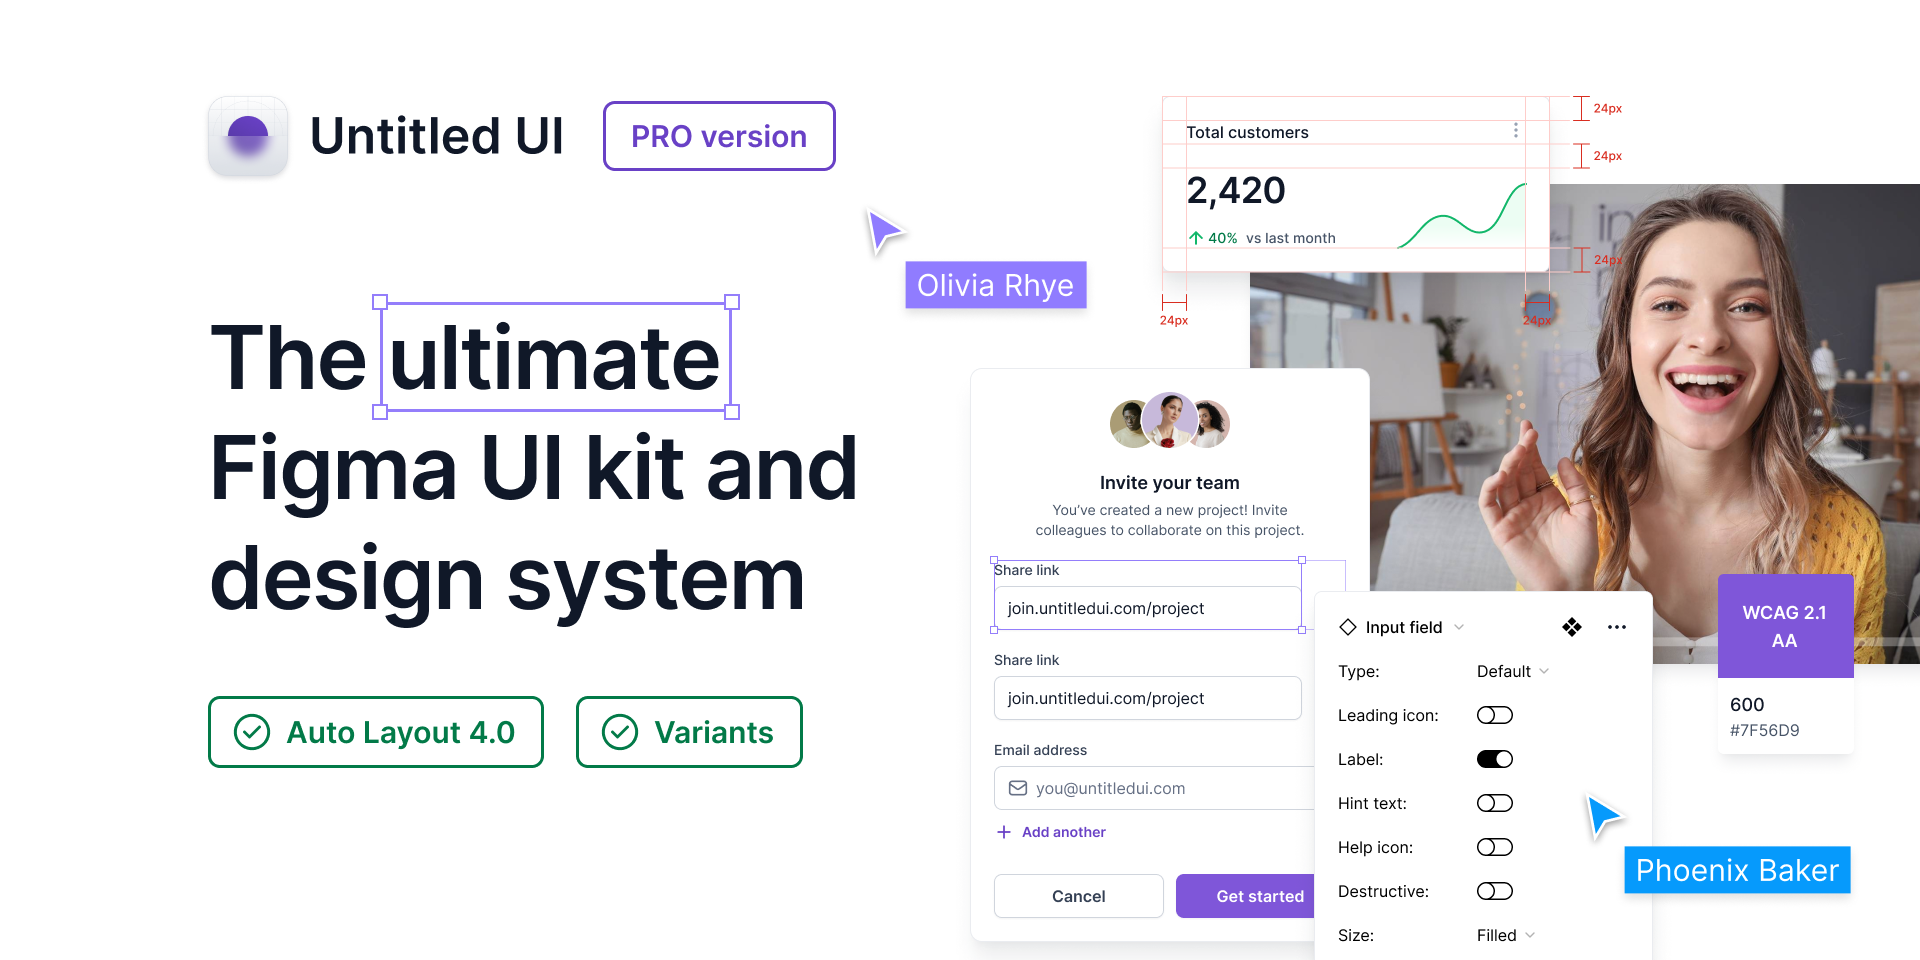 Untitled UI
PRO version
The ultimate
Figma UI kit and
design system
Auto Layout 4.0
Variants
Olivia Rhye
Total customers
2,420
40% vs last month
24px
24px
24px
24px
24px
Invite your team
You’ve created a new project! Invite
colleagues to collaborate on this project.
Share link
join.untitledui.com/project
Share link
join.untitledui.com/project
Email address
you@untitledui.com
Add another
Cancel
Get started
Input field
Type: Default
Leading icon:
Label:
Hint text:
Help icon:
Destructive:
Size: Filled
WCAG 2.1
AA
600
#7F56D9
Phoenix Baker